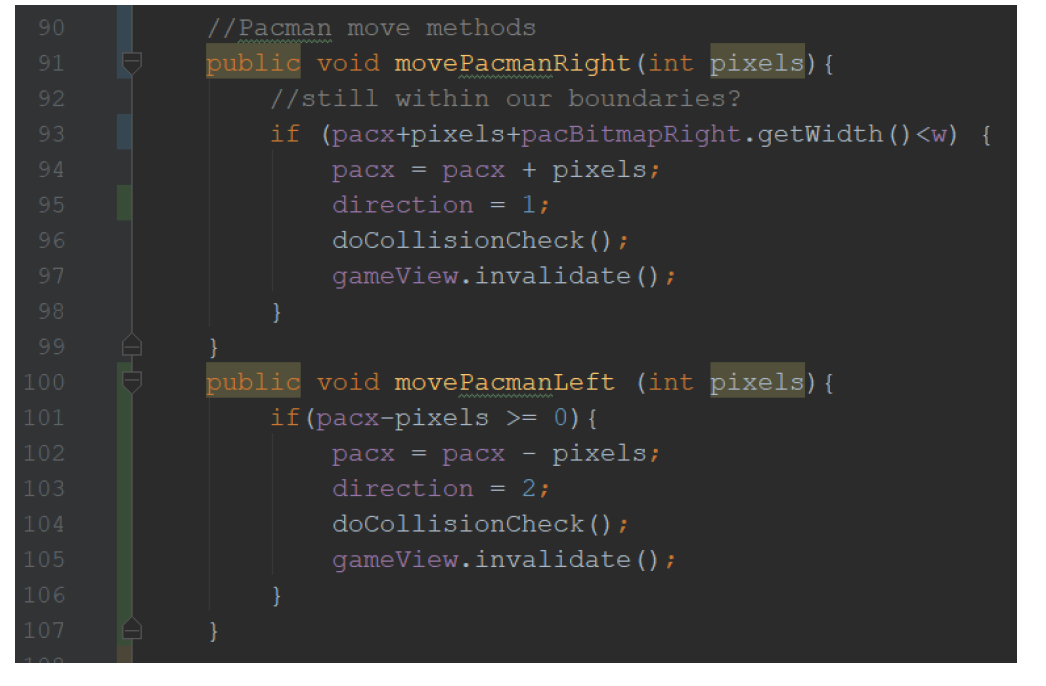 90 //Pacman move methods
91 public void movePacmanRight(int pixels){
92 //still within our boundaries?
93 if (pacx+pixels+pacBitmapRight.getWidth()<w) {
94 pacx = pacx + pixels;
95 direction = 1;
96 doCollisionCheck();
97 gameView.invalidate();
98 }
99 }
100 public void movePacmanLeft (int pixels){
101 if(pacx-pixels >= 0){
102 pacx = pacx - pixels;
103 direction = 2;
104 doCollisionCheck();
105 gameView.invalidate();
106 }
107 }